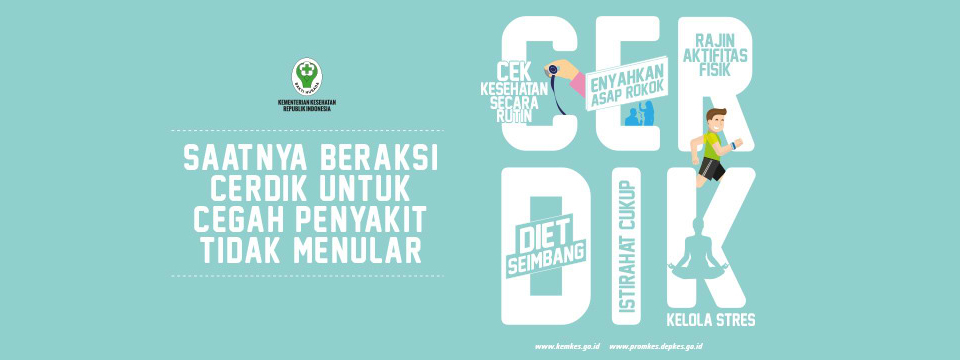 BAKTI HUSADA
KEMENTERIAN KESEHATAN
REPUBLIK INDONESIA
SAATNYA BERAKSI
CERDIK UNTUK
CEGAH PENYAKIT
TIDAK MENULAR
CER
CEK
KESEHATAN
SECARA
RUTIN
ENYAHKAN
ASAP ROKOK
RAJIN
AKTIFITAS
FISIK
DIK
DIET
SEIMBANG
ISTIRAHAT CUKUP
KELOLA STRES
www.kemkes.go.id www.promkes.depkes.go.id